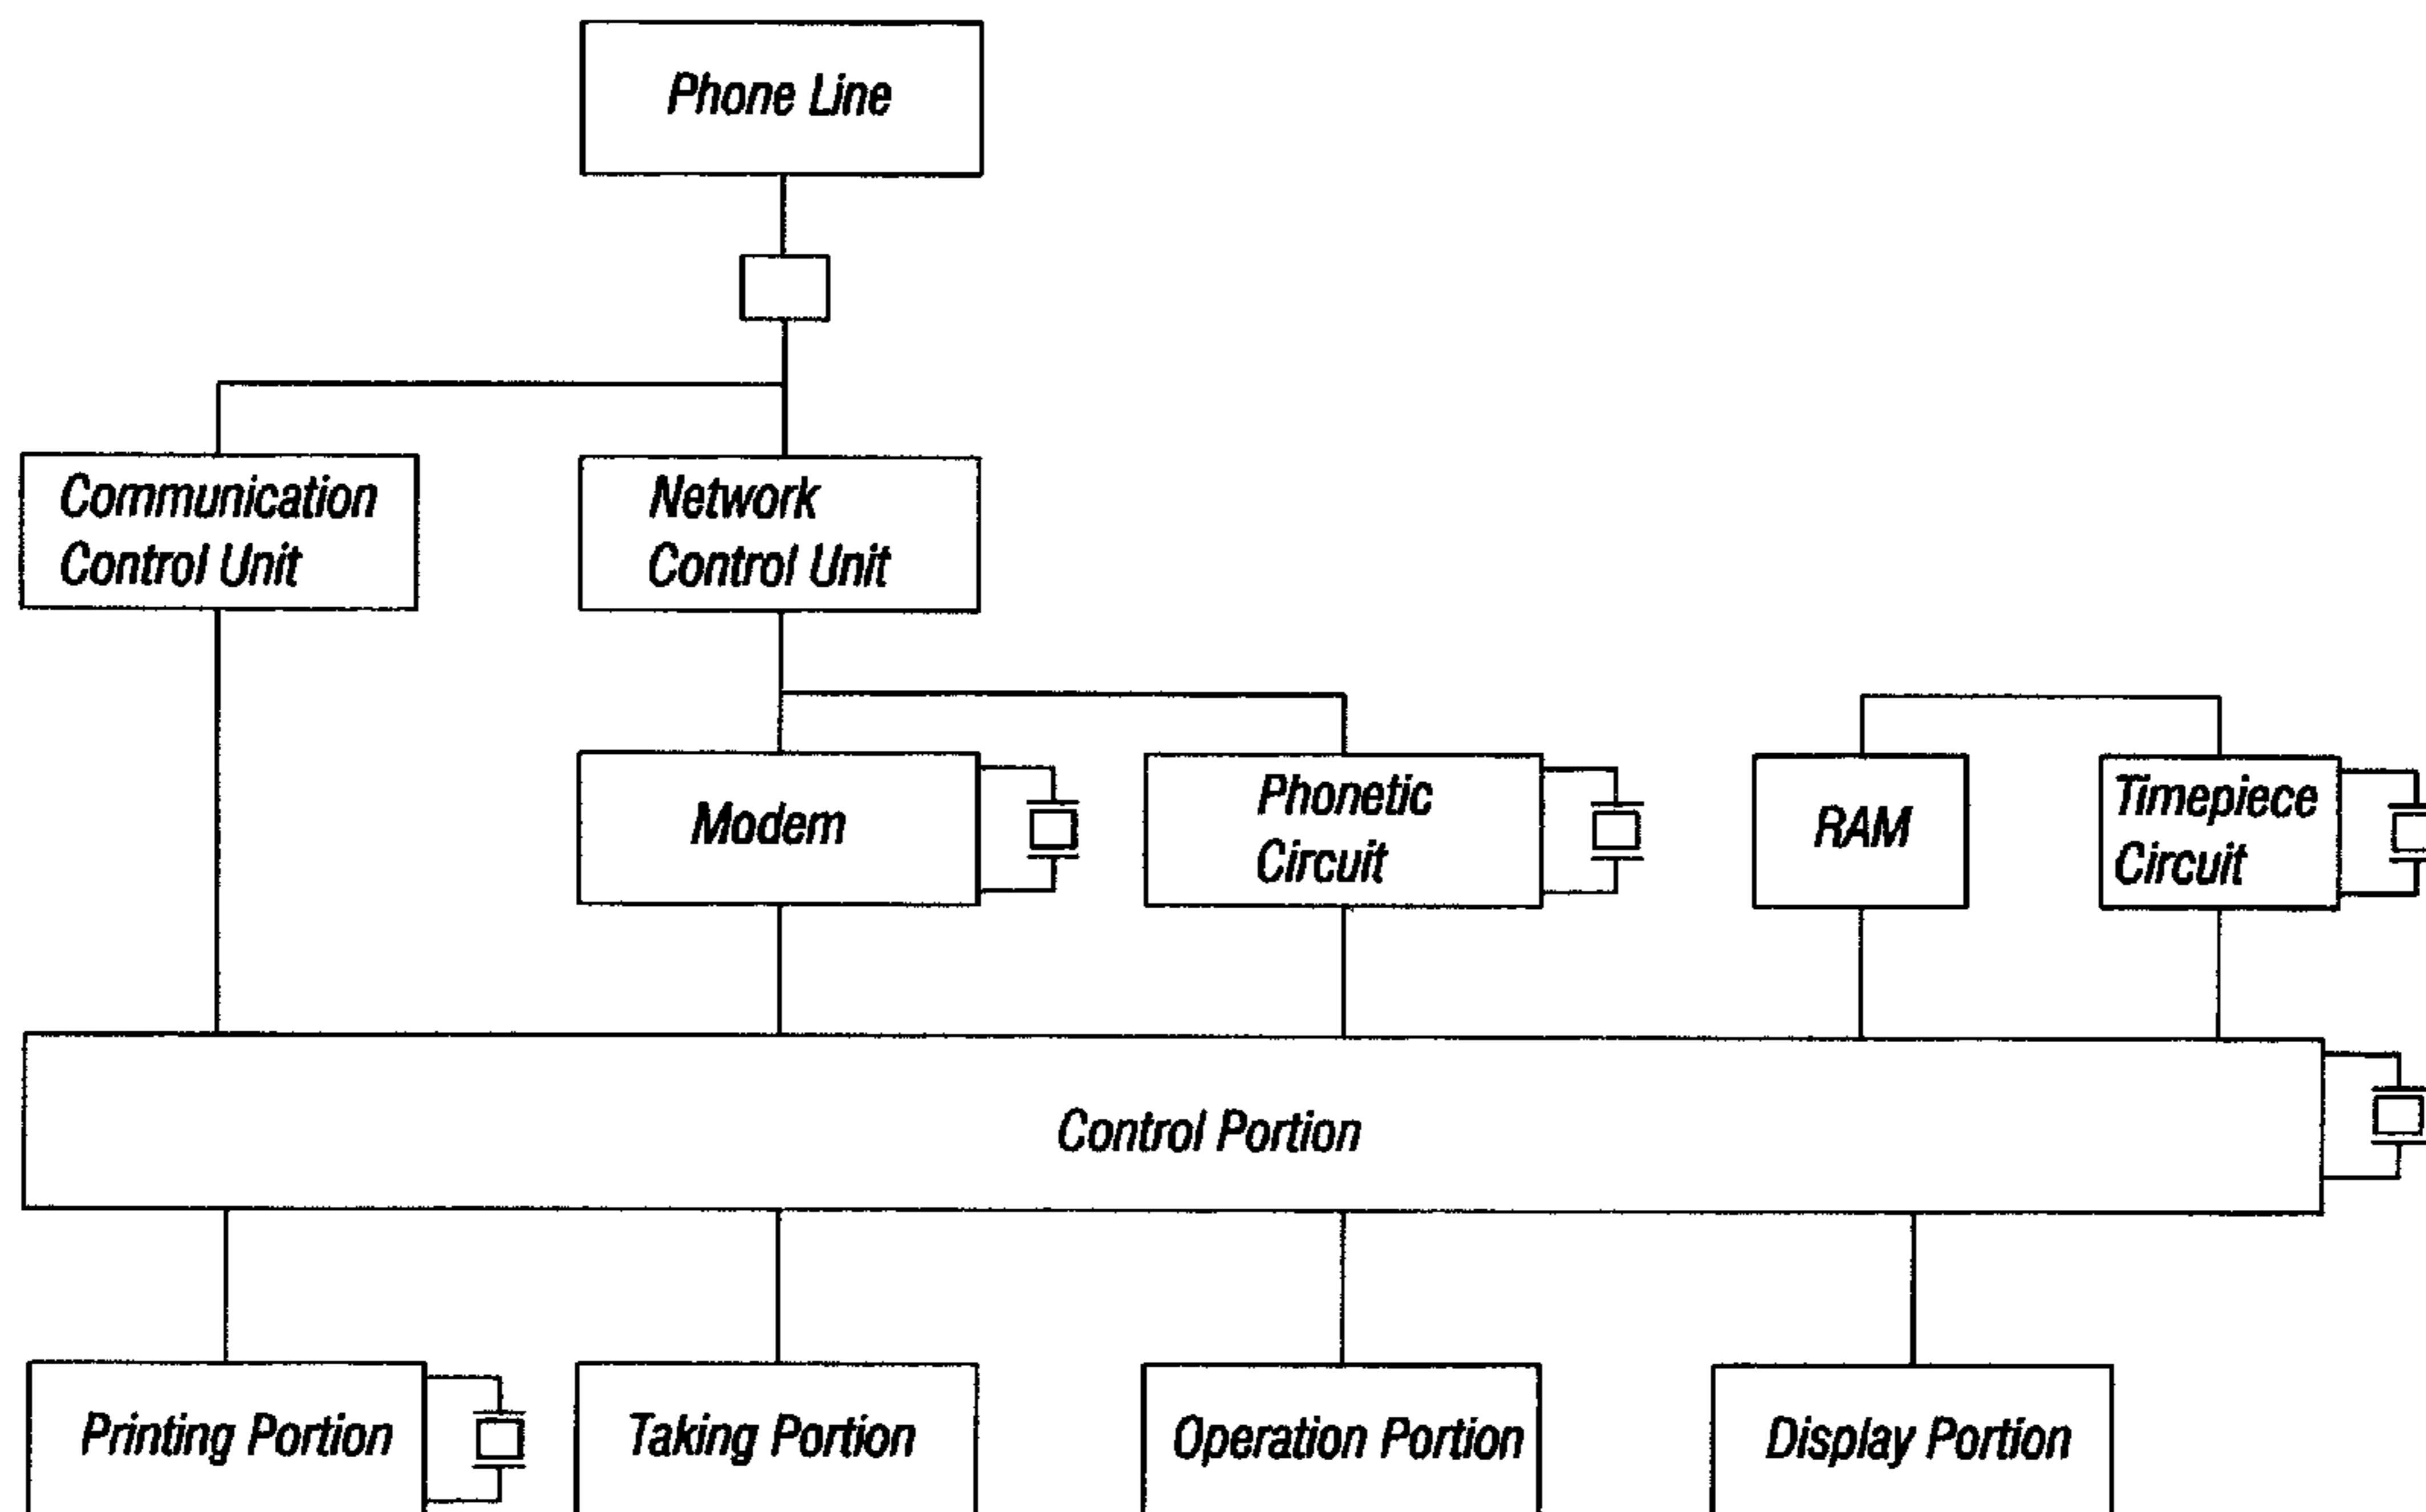 Phone Line
Communication
Control Unit
Network
Control Unit
Modem
Phonetic
Circuit
RAM
Timepiece
Circuit
Control Portion
Printing Portion
Taking Portion
Operation Portion
Display Portion